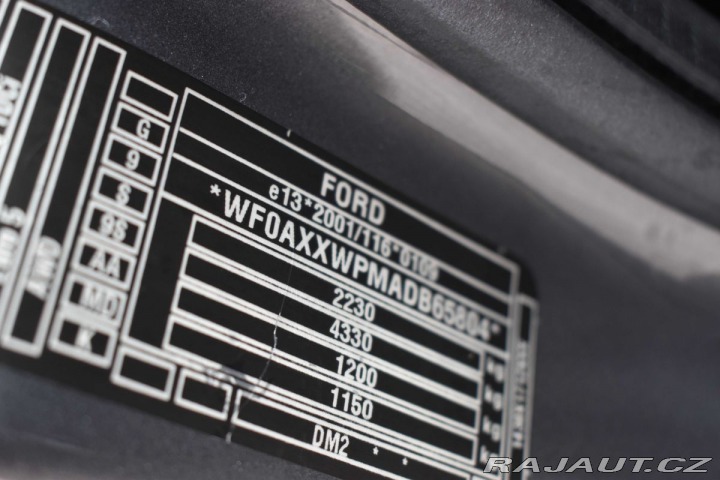 FORD
e13*2001/116*0109
*WF0AXXWPMADB65804*
2230
4330
1200
1150
DM2 * *
G
9
S
9S
AA
MD
K
RAJAUT.CZ